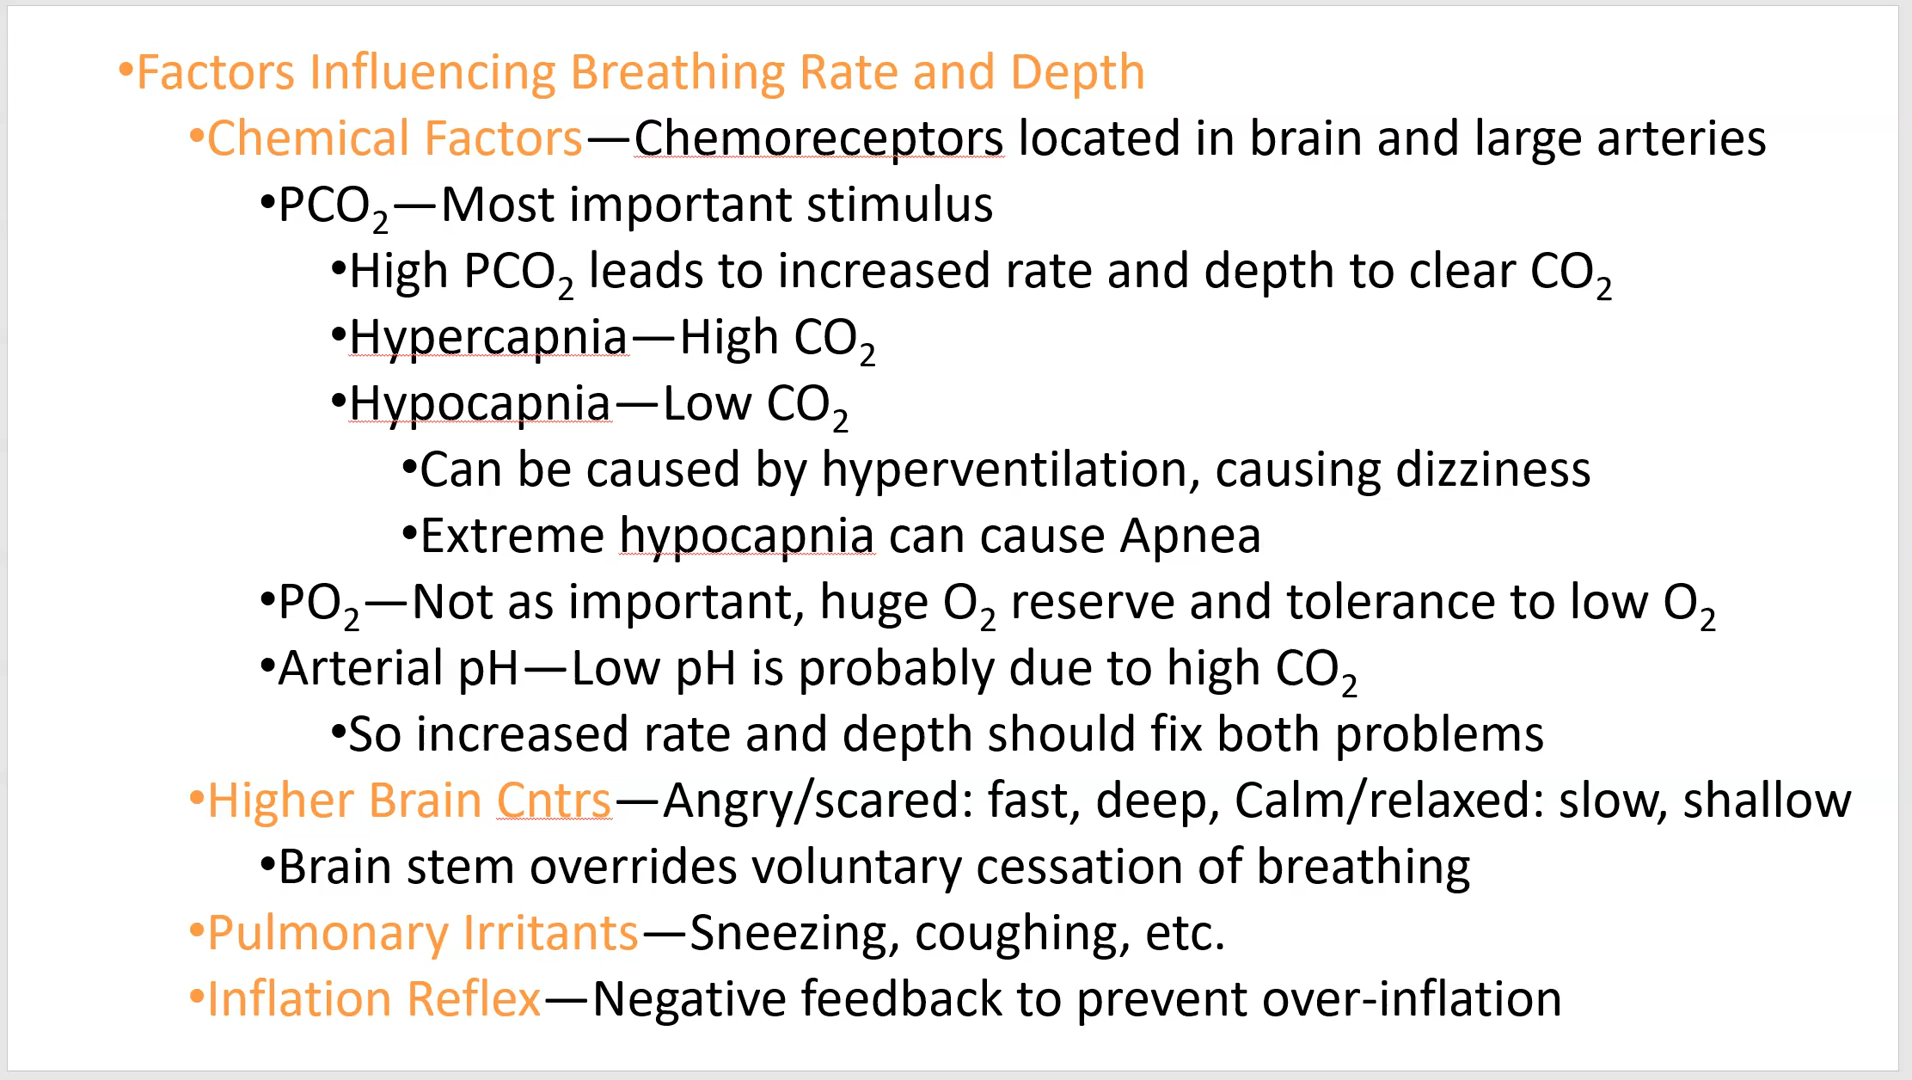 •Factors Influencing Breathing Rate and Depth
•Chemical Factors—Chemoreceptors located in brain and large arteries
•PCO₂—Most important stimulus
•High PCO₂ leads to increased rate and depth to clear CO₂
•Hypercapnia—High CO₂
•Hypocapnia—Low CO₂
•Can be caused by hyperventilation, causing dizziness
•Extreme hypocapnia can cause Apnea
•PO₂—Not as important, huge O₂ reserve and tolerance to low O₂
•Arterial pH—Low pH is probably due to high CO₂
•So increased rate and depth should fix both problems
•Higher Brain Cntrs—Angry/scared: fast, deep, Calm/relaxed: slow, shallow
•Brain stem overrides voluntary cessation of breathing
•Pulmonary Irritants—Sneezing, coughing, etc.
•Inflation Reflex—Negative feedback to prevent over-inflation